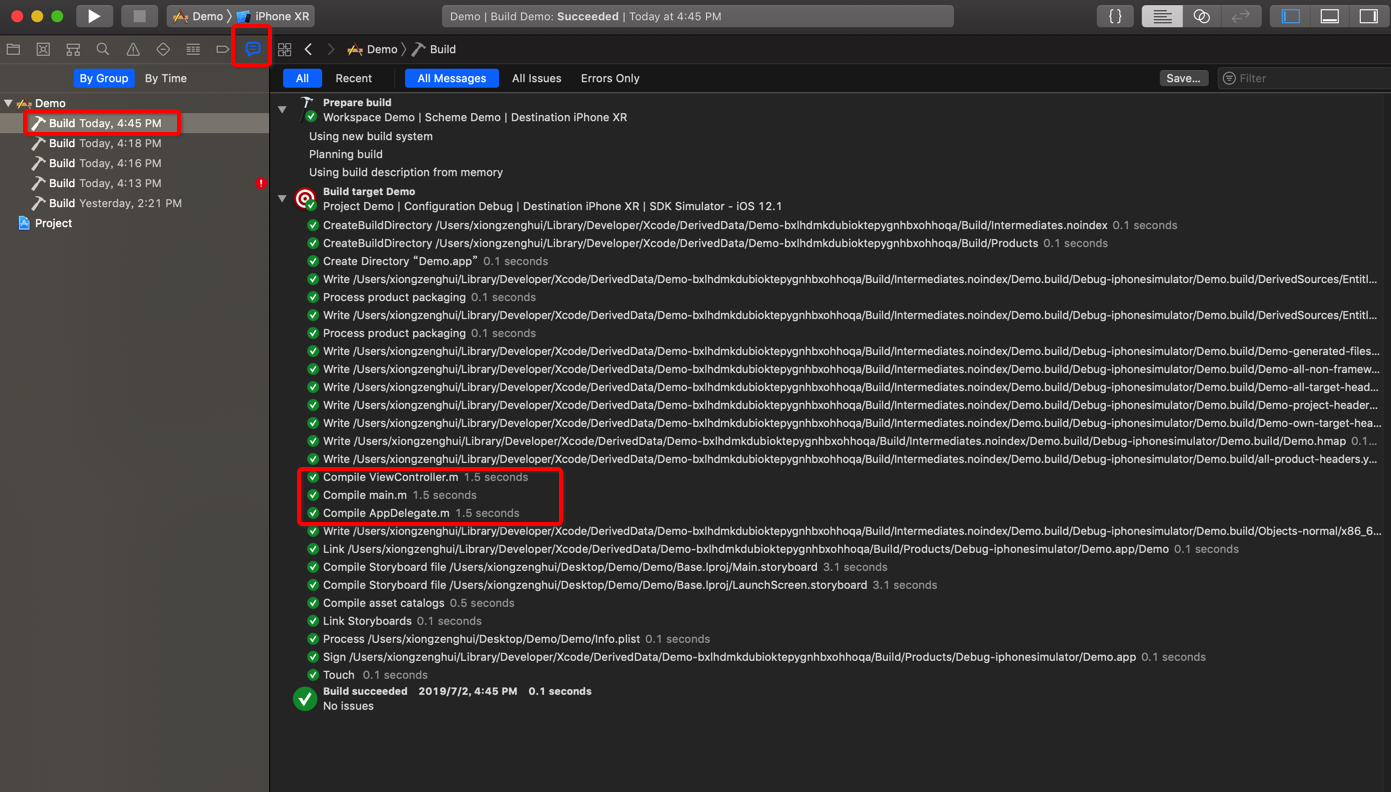 Demo 〉 iPhone XR
Demo | Build Demo: Succeeded | Today at 4:45 PM
{ }
Demo 〉 Build
By Group By Time
All Recent All Messages All Issues Errors Only Save... Filter
Demo
Build Today, 4:45 PM
Build Today, 4:18 PM
Build Today, 4:16 PM
Build Today, 4:13 PM
Build Yesterday, 2:21 PM
Project
Prepare build
Workspace Demo | Scheme Demo | Destination iPhone XR
Using new build system
Planning build
Using build description from memory
Build target Demo
Project Demo | Configuration Debug | Destination iPhone XR | SDK Simulator - iOS 12.1
CreateBuildDirectory /Users/xiongzenghui/Library/Developer/Xcode/DerivedData/Demo-bxlhdmkdubioktepygnhbxohhoqa/Build/Intermediates.noindex 0.1 seconds
CreateBuildDirectory /Users/xiongzenghui/Library/Developer/Xcode/DerivedData/Demo-bxlhdmkdubioktepygnhbxohhoqa/Build/Products 0.1 seconds
Create Directory “Demo.app” 0.1 seconds
Write /Users/xiongzenghui/Library/Developer/Xcode/DerivedData/Demo-bxlhdmkdubioktepygnhbxohhoqa/Build/Intermediates.noindex/Demo.build/Debug-iphonesimulator/Demo.build/DerivedSources/Entitl...
Process product packaging 0.1 seconds
Write /Users/xiongzenghui/Library/Developer/Xcode/DerivedData/Demo-bxlhdmkdubioktepygnhbxohhoqa/Build/Intermediates.noindex/Demo.build/Debug-iphonesimulator/Demo.build/DerivedSources/Entitl...
Process product packaging 0.1 seconds
Write /Users/xiongzenghui/Library/Developer/Xcode/DerivedData/Demo-bxlhdmkdubioktepygnhbxohhoqa/Build/Intermediates.noindex/Demo.build/Debug-iphonesimulator/Demo.build/Demo-generated-files...
Write /Users/xiongzenghui/Library/Developer/Xcode/DerivedData/Demo-bxlhdmkdubioktepygnhbxohhoqa/Build/Intermediates.noindex/Demo.build/Debug-iphonesimulator/Demo.build/Demo-all-non-framew...
Write /Users/xiongzenghui/Library/Developer/Xcode/DerivedData/Demo-bxlhdmkdubioktepygnhbxohhoqa/Build/Intermediates.noindex/Demo.build/Debug-iphonesimulator/Demo.build/Demo-all-target-head...
Write /Users/xiongzenghui/Library/Developer/Xcode/DerivedData/Demo-bxlhdmkdubioktepygnhbxohhoqa/Build/Intermediates.noindex/Demo.build/Debug-iphonesimulator/Demo.build/Demo-project-header...
Write /Users/xiongzenghui/Library/Developer/Xcode/DerivedData/Demo-bxlhdmkdubioktepygnhbxohhoqa/Build/Intermediates.noindex/Demo.build/Debug-iphonesimulator/Demo.build/Demo-own-target-hea...
Write /Users/xiongzenghui/Library/Developer/Xcode/DerivedData/Demo-bxlhdmkdubioktepygnhbxohhoqa/Build/Intermediates.noindex/Demo.build/Debug-iphonesimulator/Demo.build/Demo.hmap 0.1...
Write /Users/xiongzenghui/Library/Developer/Xcode/DerivedData/Demo-bxlhdmkdubioktepygnhbxohhoqa/Build/Intermediates.noindex/Demo.build/Debug-iphonesimulator/Demo.build/all-product-headers.y...
Compile ViewController.m 1.5 seconds
Compile main.m 1.5 seconds
Compile AppDelegate.m 1.5 seconds
Write /Users/xiongzenghui/Library/Developer/Xcode/DerivedData/Demo-bxlhdmkdubioktepygnhbxohhoqa/Build/Intermediates.noindex/Demo.build/Debug-iphonesimulator/Demo.build/Objects-normal/x86_6...
Link /Users/xiongzenghui/Library/Developer/Xcode/DerivedData/Demo-bxlhdmkdubioktepygnhbxohhoqa/Build/Products/Debug-iphonesimulator/Demo.app/Demo 0.1 seconds
Compile Storyboard file /Users/xiongzenghui/Desktop/Demo/Demo/Base.lproj/Main.storyboard 3.1 seconds
Compile Storyboard file /Users/xiongzenghui/Desktop/Demo/Demo/Base.lproj/LaunchScreen.storyboard 3.1 seconds
Compile asset catalogs 0.5 seconds
Link Storyboards 0.1 seconds
Process /Users/xiongzenghui/Desktop/Demo/Demo/Info.plist 0.1 seconds
Sign /Users/xiongzenghui/Library/Developer/Xcode/DerivedData/Demo-bxlhdmkdubioktepygnhbxohhoqa/Build/Products/Debug-iphonesimulator/Demo.app 0.1 seconds
Touch 0.1 seconds
Build succeeded 2019/7/2, 4:45 PM 0.1 seconds
No issues